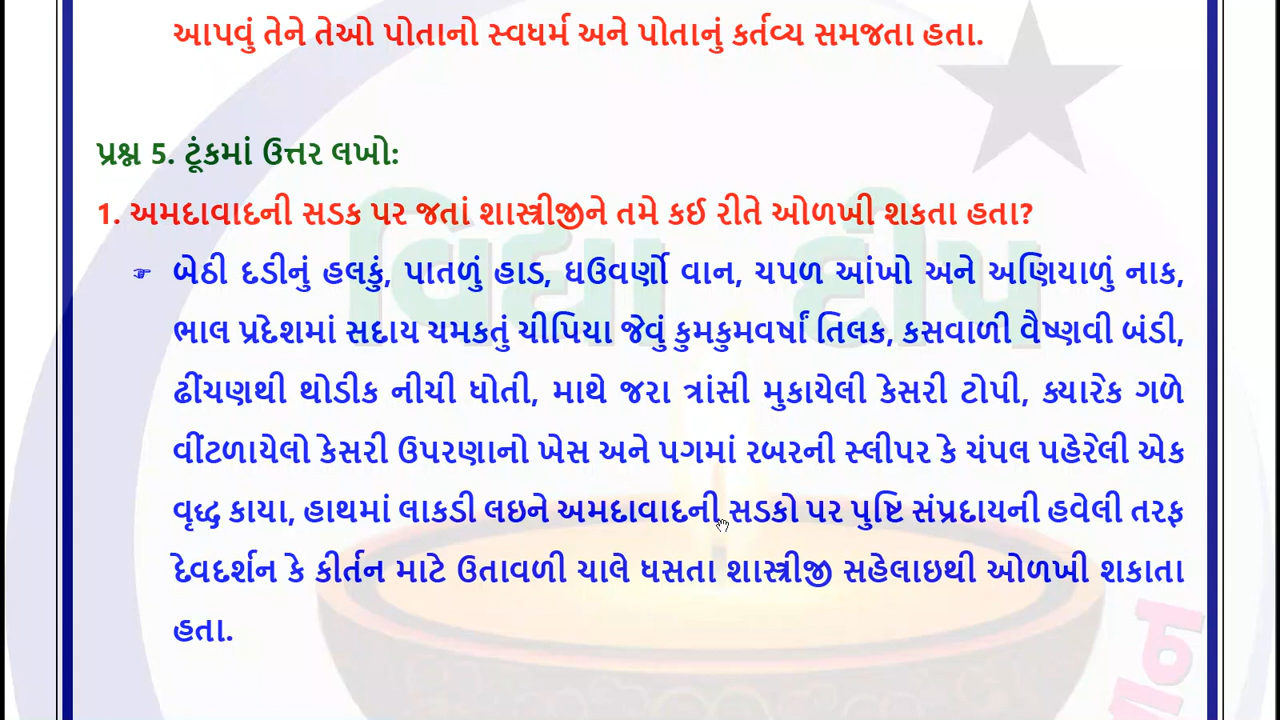 આપવું તેને તેઓ પોતાનો સ્વધર્મ અને પોતાનું કર્તવ્ય સમજતા હતા.
પ્રશ્ન 5. ટૂંકમાં ઉત્તર લખો:
1. અમદાવાદની સડક પર જતાં શાસ્ત્રીજીને તમે કઈ રીતે ઓળખી શકતા હતા?
☞ બેઠી દડીનું હલકું, પાતળું હાડ, ઘઉવર્ણો વાન, ચપળ આંખો અને અણિયાળું નાક,
ભાલ પ્રદેશમાં સદાય ચમકતું ચીપિયા જેવું કુમકુમવર્ષાં તિલક, કસવાળી વૈષ્ણવી બંડી,
ઢીંચણથી થોડીક નીચી ધોતી, માથે જરા ત્રાંસી મુકાયેલી કેસરી ટોપી, ક્યારેક ગળે
વીંટળાયેલો કેસરી ઉપરણાનો ખેસ અને પગમાં રબરની સ્લીપર કે ચંપલ પહેરેલી એક
વૃદ્ધ કાયા, હાથમાં લાકડી લઇને અમદાવાદની સડકો પર પુષ્ટિ સંપ્રદાયની હવેલી તરફ
દેવદર્શન કે કીર્તન માટે ઉતાવળી ચાલે ધસતા શાસ્ત્રીજી સહેલાઇથી ઓળખી શકાતા
હતા.
વિદ્યા દીપ